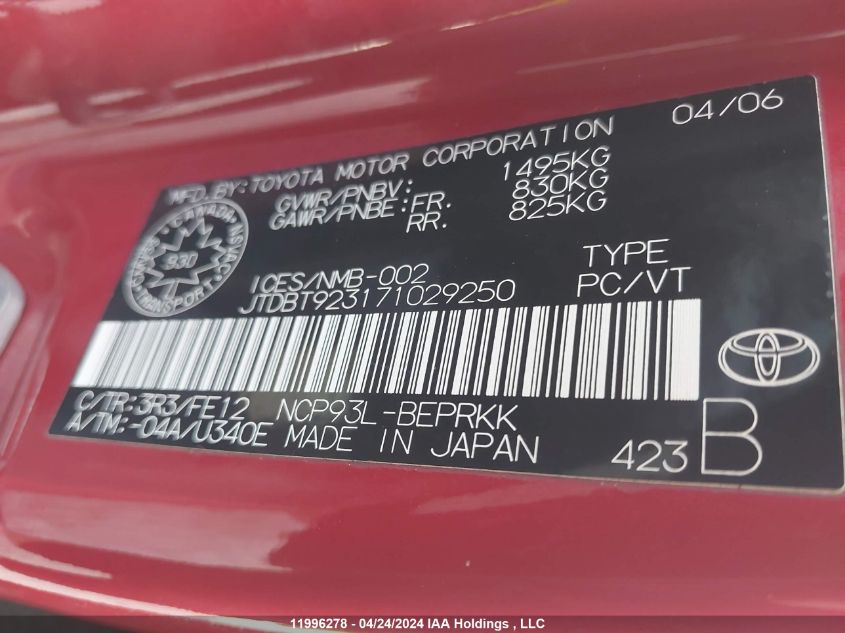 04/06
MFD.BY:TOYOTA MOTOR CORPORATION
GVWR/PNBV: 1495KG
GAWR/PNBE:FR. 830KG
RR. 825KG
CANADA
930
TRANSPORT
TYPE
ICES/NMB-002
PC/VT
JTDBT923171029250
C/TR:3R3/FE12 NCP93L-BEPRKK
A/TM:-04A/U340E MADE IN JAPAN
423 B
11996278 - 04/24/2024 IAA Holdings , LLC